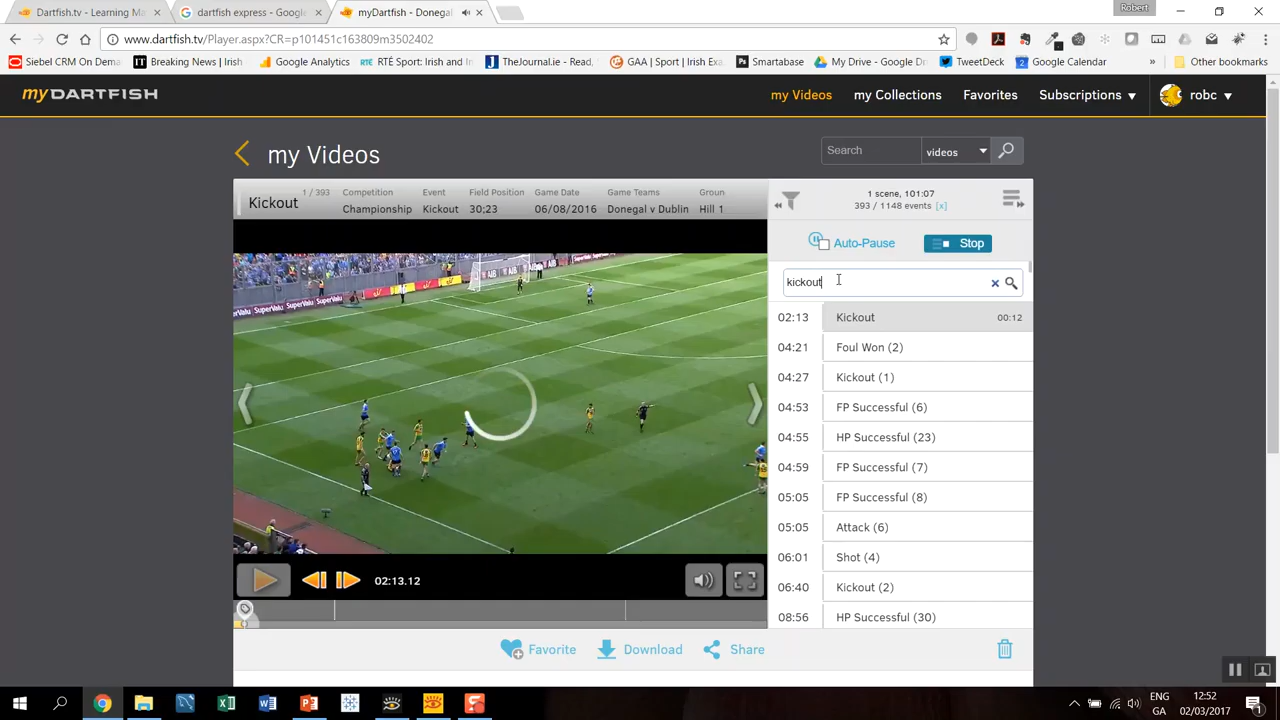 Dartfish.tv - Learning Ma
dartfish express - Google
myDartfish - Donegal
Robert
www.dartfish.tv/Player.aspx?CR=p101451c163809m3502402
Siebel CRM On Dema
Breaking News | Irish
Google Analytics
RTÉ Sport: Irish and In
TheJournal.ie - Read,
GAA | Sport | Irish Exa
Smartabase
My Drive - Google Dr
TweetDeck
Google Calendar
»
Other bookmarks
myDARTFISH
my Videos
my Collections
Favorites
Subscriptions
robc
my Videos
Search
videos
Kickout
1 / 393
Competition
Event
Field Position
Game Date
Game Teams
Groun
Championship
Kickout
30:23
06/08/2016
Donegal v Dublin
Hill 1
1 scene, 101:07
393 / 1148 events [x]
Auto-Pause
Stop
kickout
02:13 Kickout 00:12
04:21 Foul Won (2)
04:27 Kickout (1)
04:53 FP Successful (6)
04:55 HP Successful (23)
04:59 FP Successful (7)
05:05 FP Successful (8)
05:05 Attack (6)
06:01 Shot (4)
06:40 Kickout (2)
08:56 HP Successful (30)
SuperValu
AIB
AIB
02:13.12
Favorite
Download
Share
ENG
GA
12:52
02/03/2017